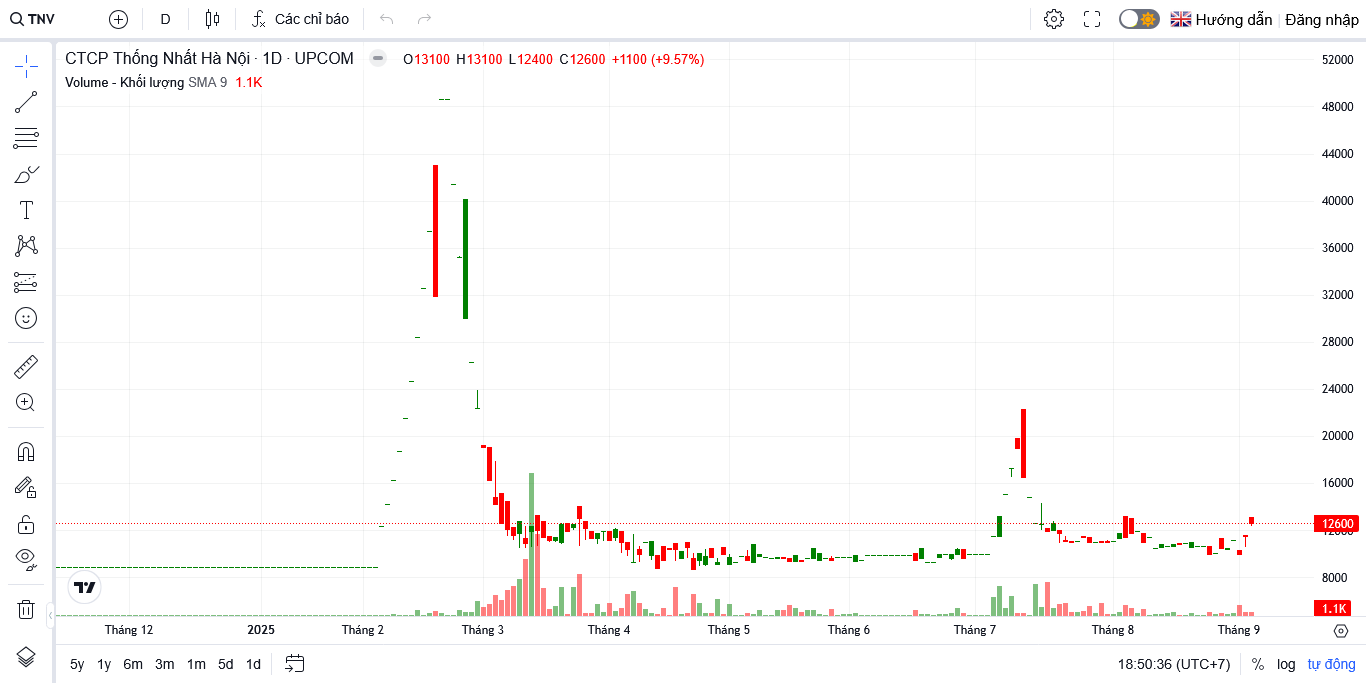 TNV D Các chỉ báo Hướng dẫn Đăng nhập
CTCP Thống Nhất Hà Nội · 1D · UPCOM O13100 H13100 L12400 C12600 +1100 (+9.57%)
Volume - Khối lượng SMA 9 1.1K
52000
48000
44000
40000
36000
32000
28000
24000
20000
16000
12600
12000
8000
1.1K
Tháng 12 2025 Tháng 2 Tháng 3 Tháng 4 Tháng 5 Tháng 6 Tháng 7 Tháng 8 Tháng 9
5y 1y 6m 3m 1m 5d 1d 18:50:36 (UTC+7) % log tự động